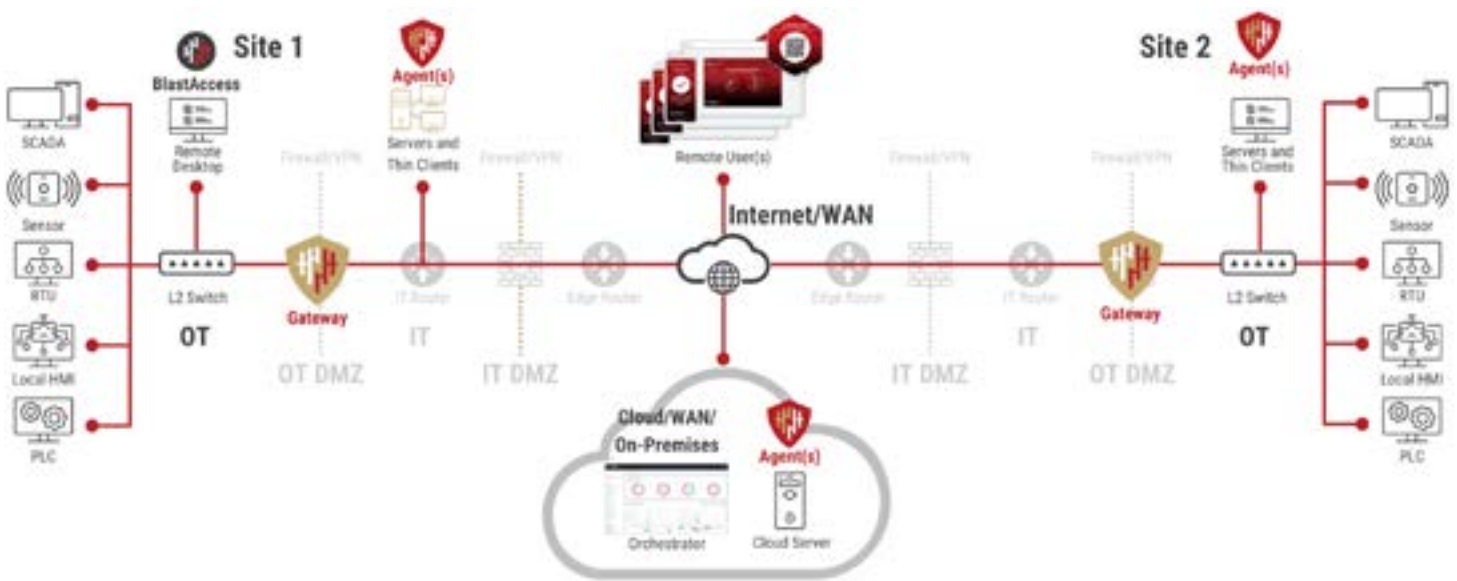 Site 1
BlastAccess
Remote
Desktop
SCADA
Sensor
RTU
Local HMI
PLC
L2 Switch
OT
Firewall/VPN
Gateway
OT DMZ
Agent(s)
Servers and
Thin Clients
IT Router
IT
Firewall/VPN
IT DMZ
Edge Router
Remote User(s)
Internet/WAN
Cloud/WAN/
On-Premises
Orchestrator
Agent(s)
Cloud Server
Edge Router
Firewall/VPN
IT DMZ
IT Router
IT
Firewall/VPN
Gateway
OT DMZ
Site 2
Agent(s)
Servers and
Thin Clients
L2 Switch
OT
SCADA
Sensor
RTU
Local HMI
PLC